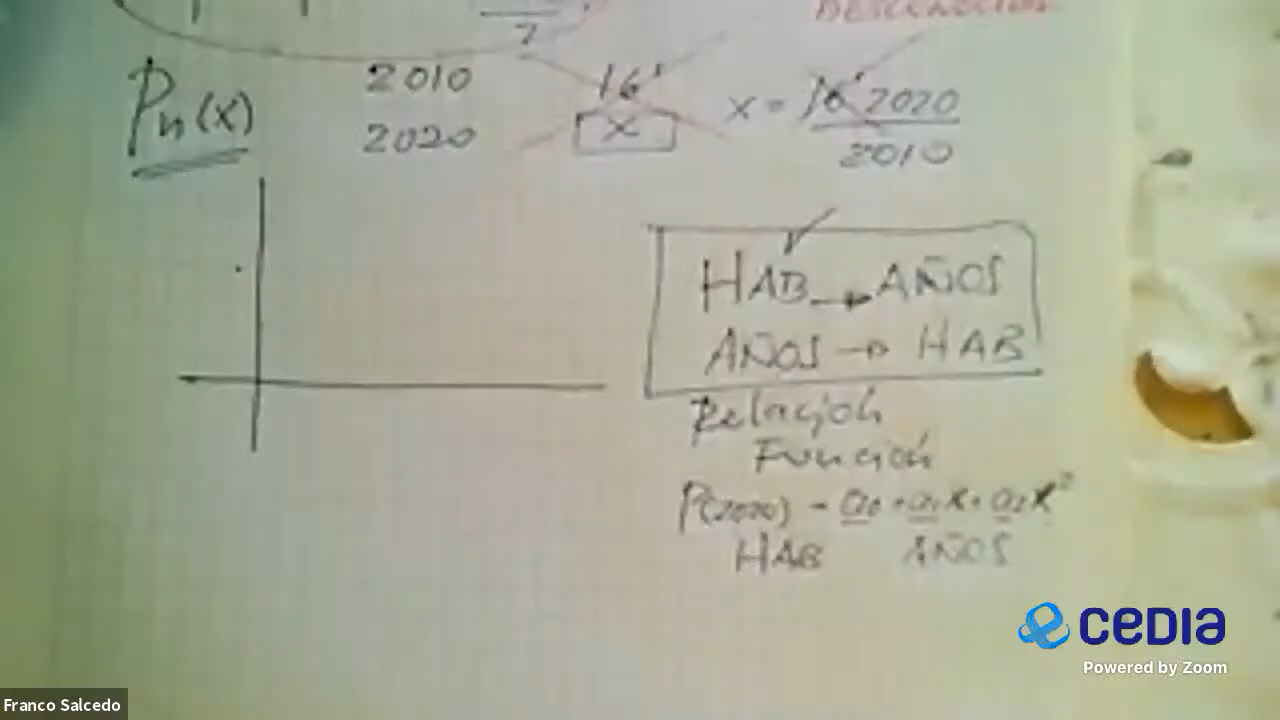 7
Pn(x)
2010 16'
2020 x
x = 16' 2020
2010
HAB → AÑOS
AÑOS → HAB
Relación
Función
P(2020) = a0 + a1x + a2x²
HAB AÑOS
CEDIA
Powered by Zoom
Franco Salcedo